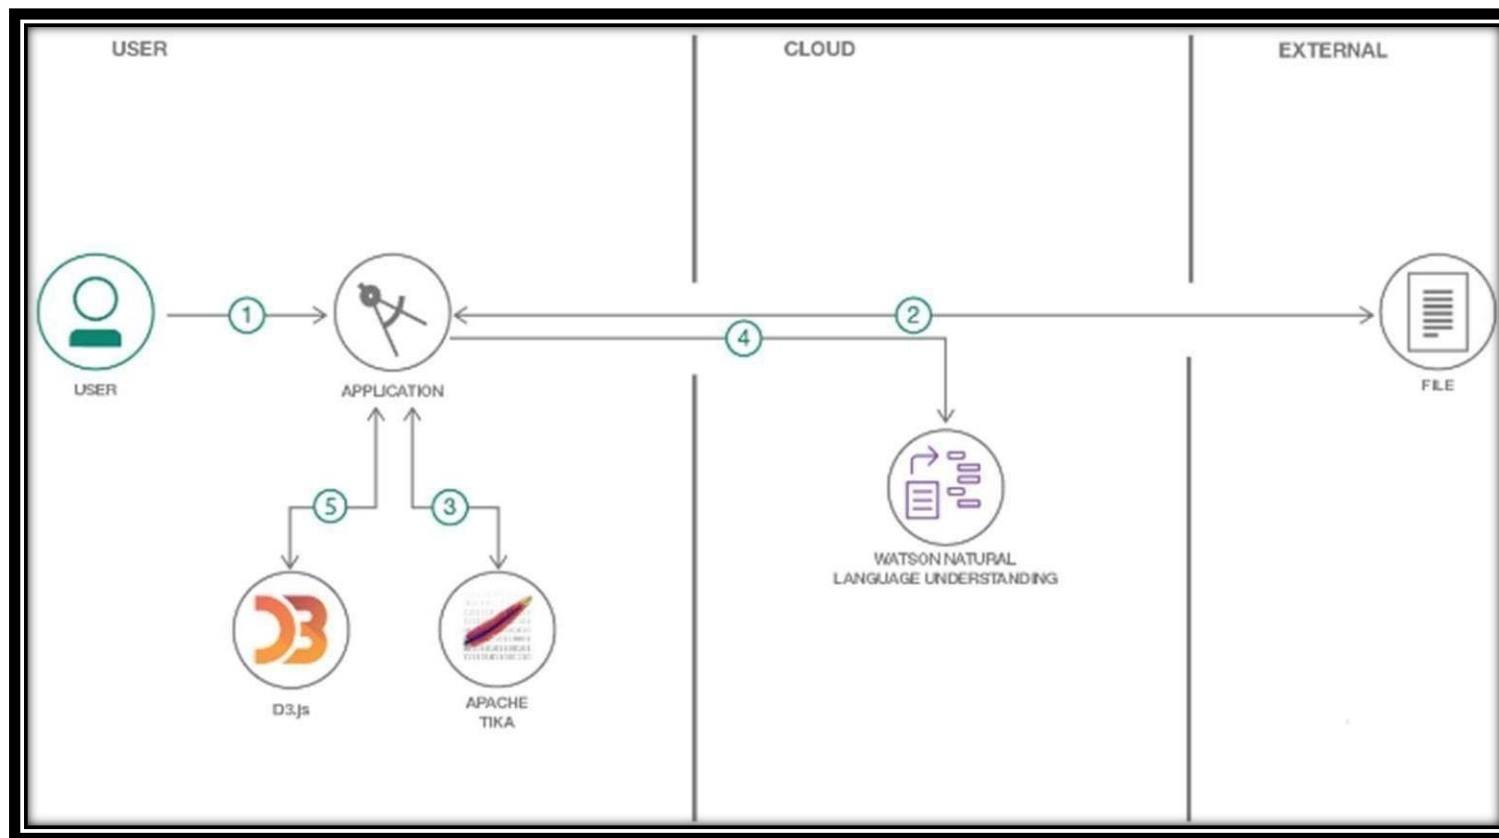 USER
CLOUD
EXTERNAL
1
2
4
USER
APPLICATION
FILE
5
3
WATSON NATURAL
LANGUAGE UNDERSTANDING
D3.js
APACHE
TIKA